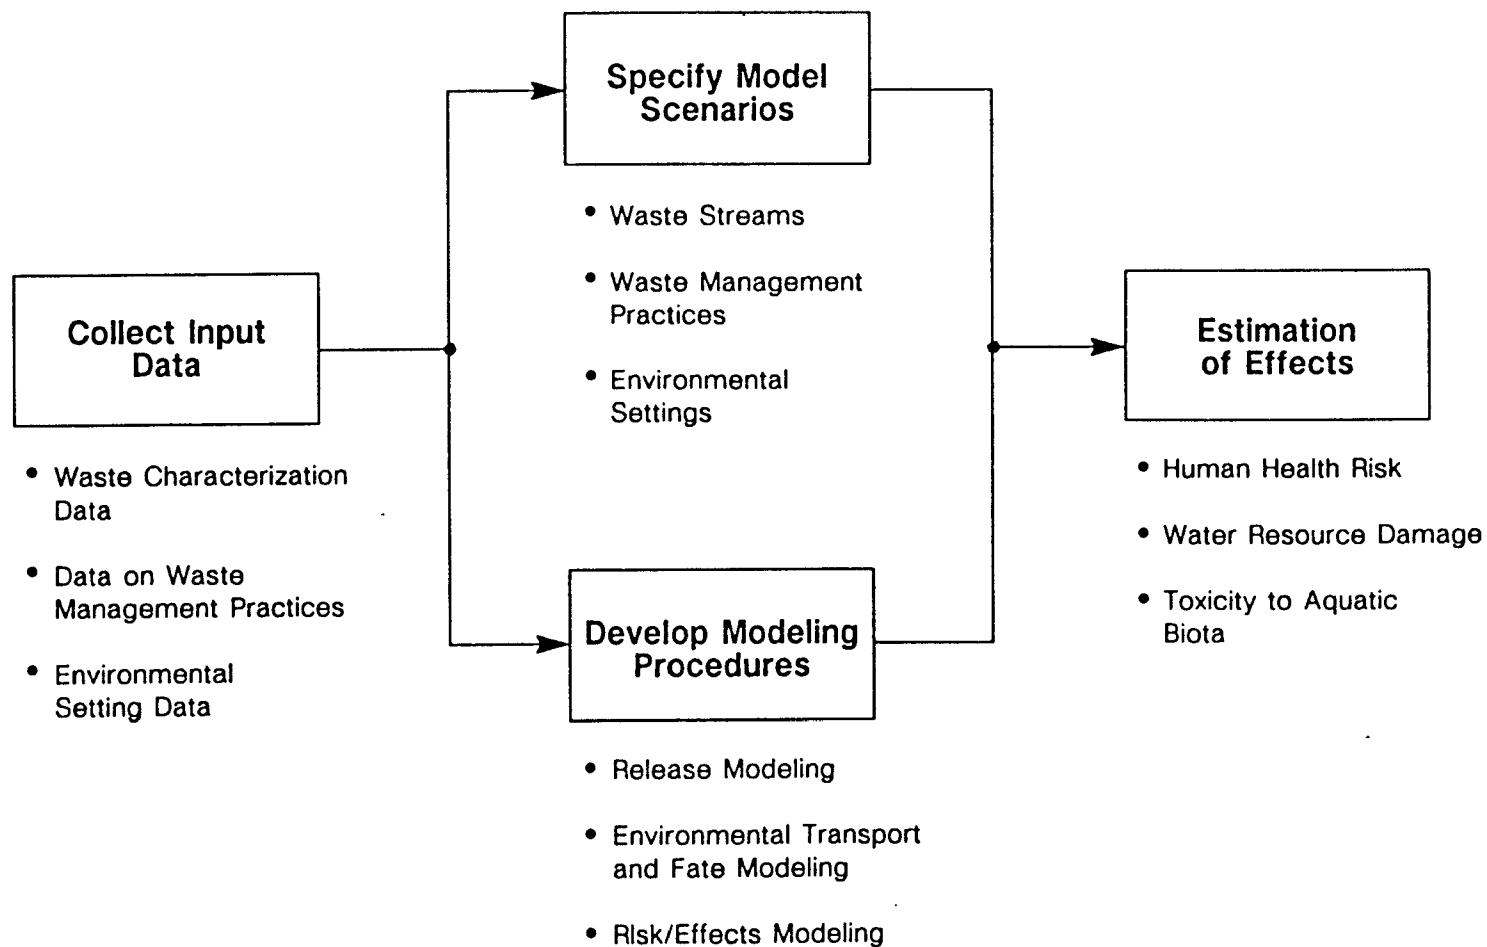 Specify Model
Scenarios
• Waste Streams
• Waste Management
Practices
• Environmental
Settings
Collect Input
Data
• Waste Characterization
Data
• Data on Waste
Management Practices
• Environmental
Setting Data
Develop Modeling
Procedures
• Release Modeling
• Environmental Transport
and Fate Modeling
• Risk/Effects Modeling
Estimation
of Effects
• Human Health Risk
• Water Resource Damage
• Toxicity to Aquatic
Biota